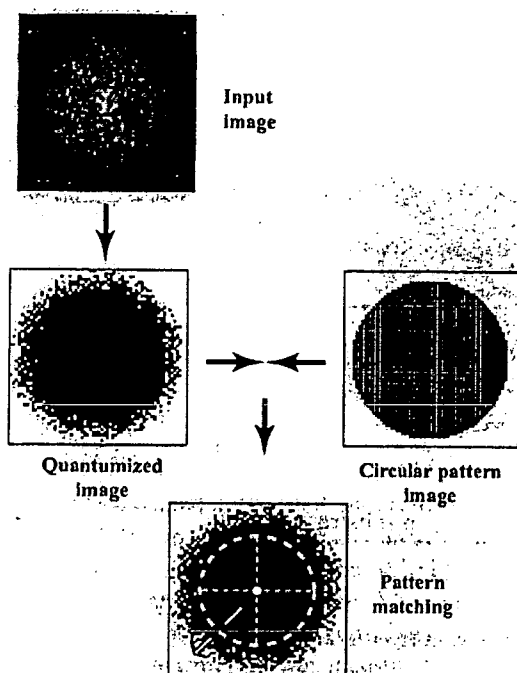 Input
image
Quantumized
image
Circular pattern
image
Pattern
matching